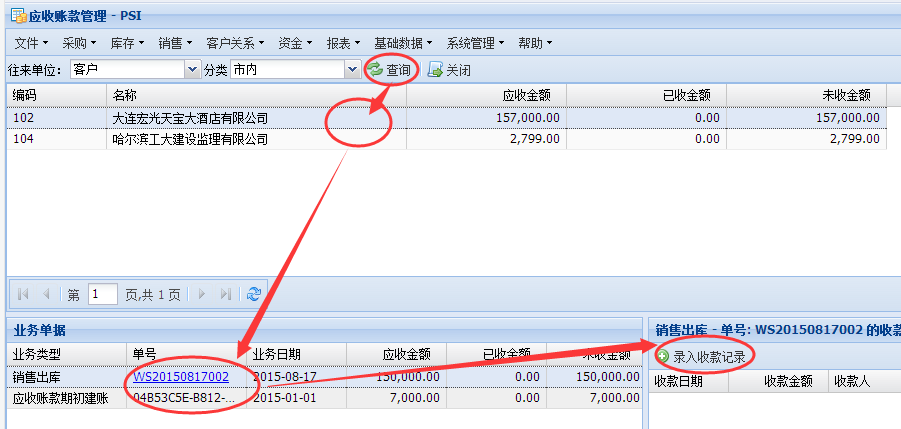 应收账款管理 - PSI
文件 采购 库存 销售 客户关系 资金 报表 基础数据 系统管理 帮助
往来单位: 客户 分类 市内 查询 关闭
编码 名称 应收金额 已收金额 未收金额
102 大连宏光天宝大酒店有限公司 157,000.00 0.00 157,000.00
104 哈尔滨工大建设监理有限公司 2,799.00 0.00 2,799.00
第 1 页,共 1 页
业务单据
业务类型 单号 业务日期 应收金额 已收金额 未收金额
销售出库 WS20150817002 2015-08-17 150,000.00 0.00 150,000.00
应收账款期初建账 04B53C5E-B812-... 2015-01-01 7,000.00 0.00 7,000.00
销售出库 - 单号: WS20150817002 的收款
录入收款记录
收款日期 收款金额 收款人